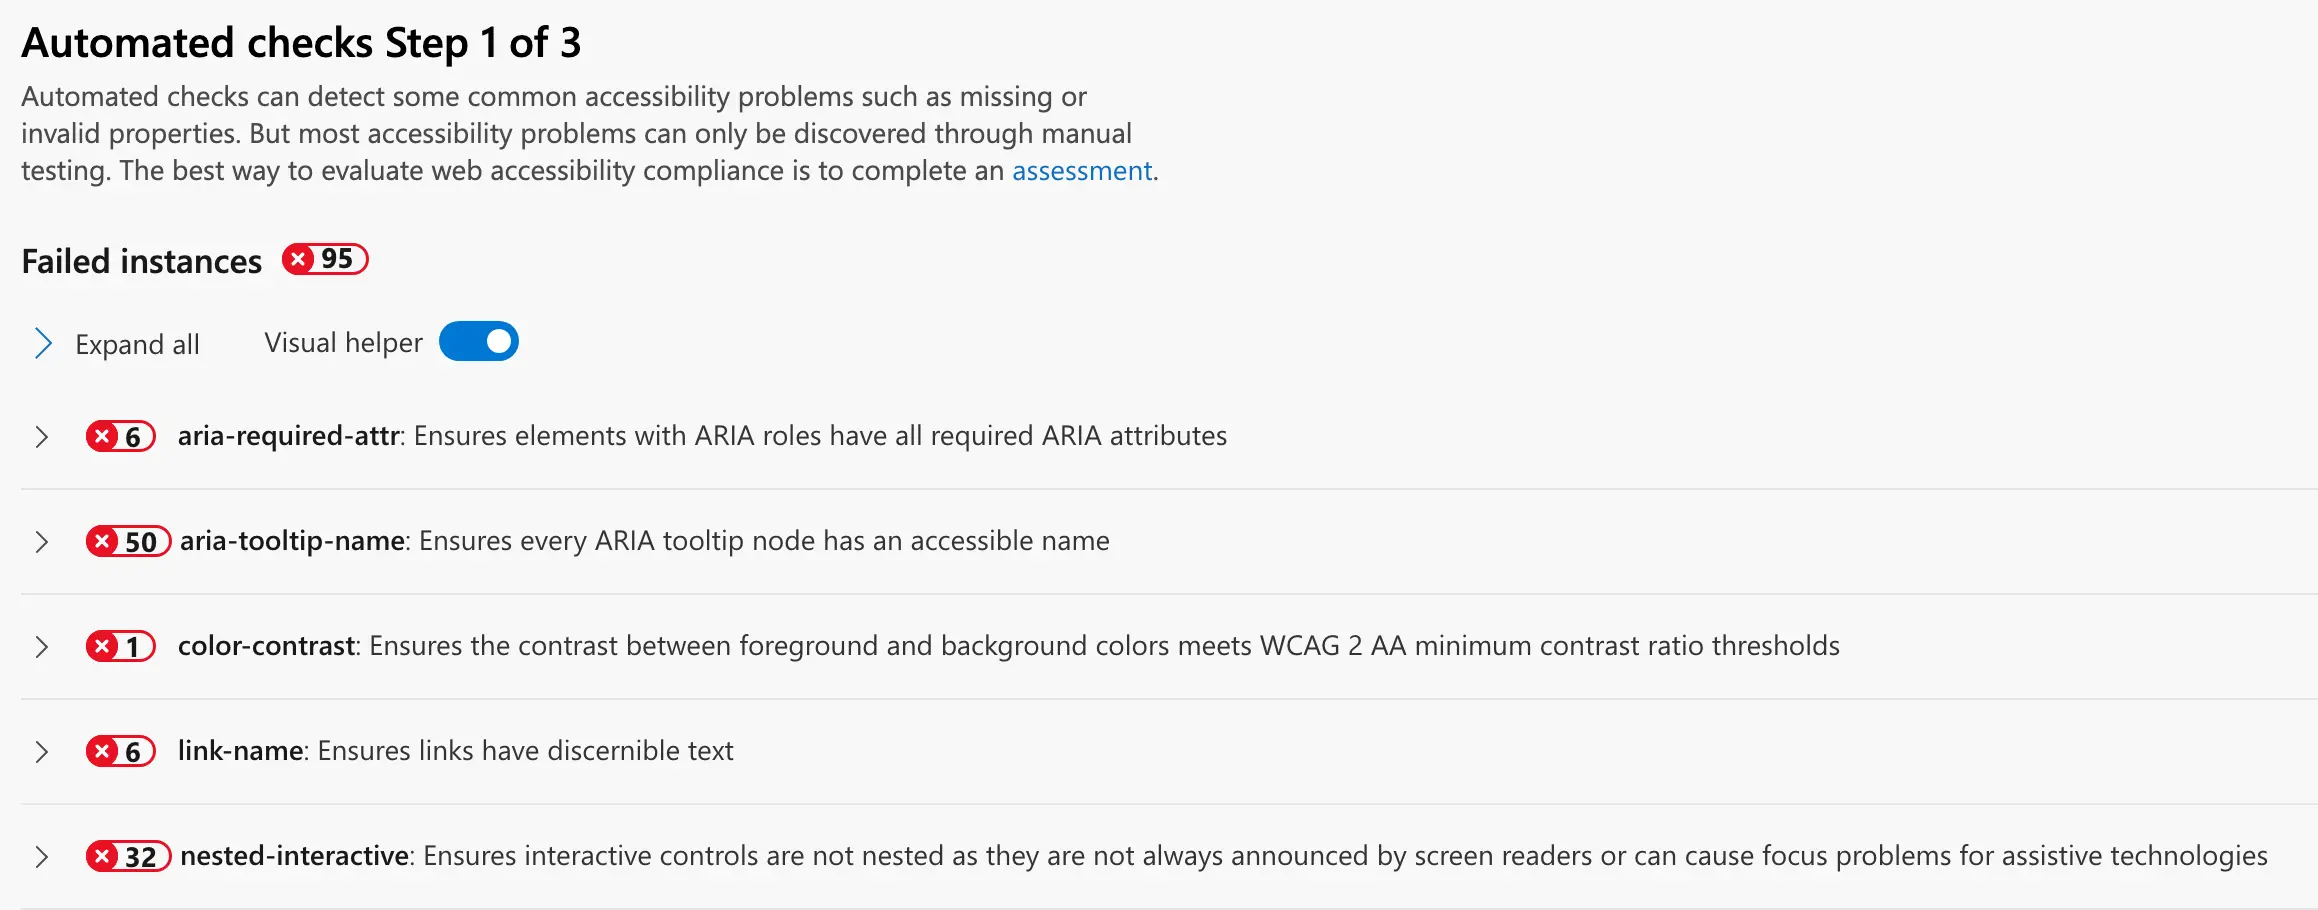 Automated checks Step 1 of 3
Automated checks can detect some common accessibility problems such as missing or
invalid properties. But most accessibility problems can only be discovered through manual
testing. The best way to evaluate web accessibility compliance is to complete an assessment.
Failed instances 95
Expand all Visual helper
6 aria-required-attr: Ensures elements with ARIA roles have all required ARIA attributes
50 aria-tooltip-name: Ensures every ARIA tooltip node has an accessible name
1 color-contrast: Ensures the contrast between foreground and background colors meets WCAG 2 AA minimum contrast ratio thresholds
6 link-name: Ensures links have discernible text
32 nested-interactive: Ensures interactive controls are not nested as they are not always announced by screen readers or can cause focus problems for assistive technologies